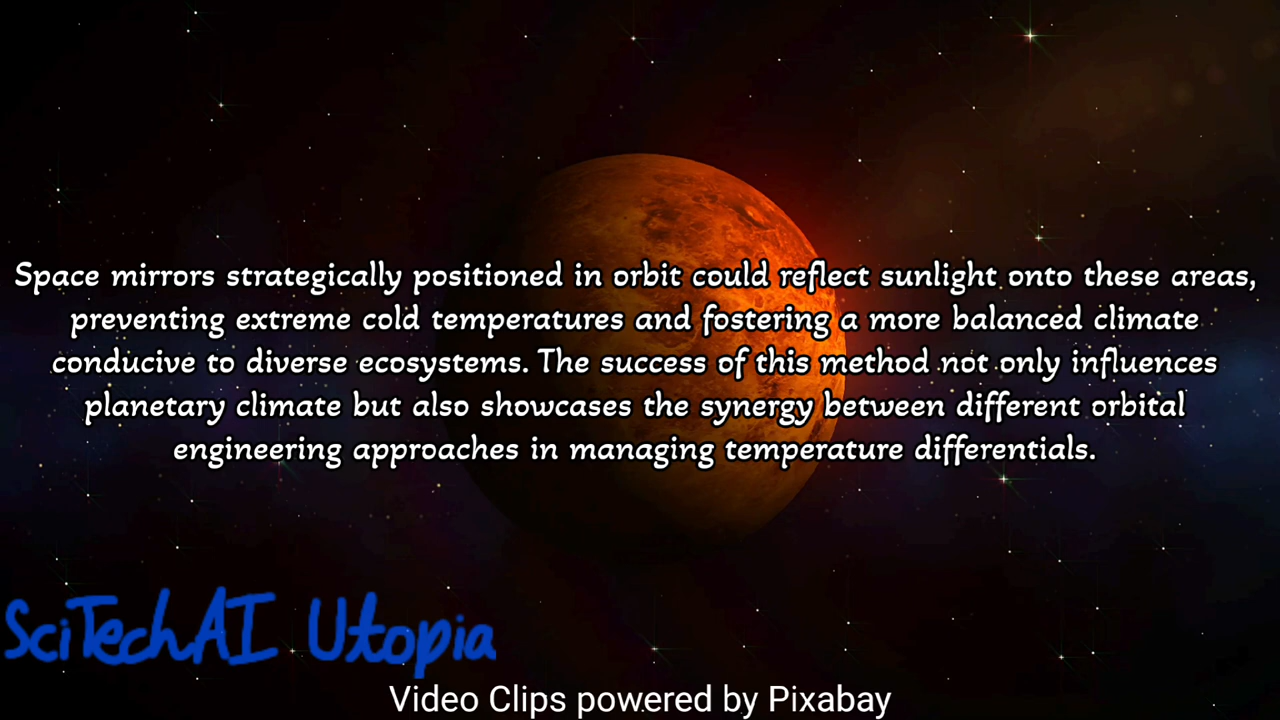 Space mirrors strategically positioned in orbit could reflect sunlight onto these areas,
preventing extreme cold temperatures and fostering a more balanced climate
conducive to diverse ecosystems. The success of this method not only influences
planetary climate but also showcases the synergy between different orbital
engineering approaches in managing temperature differentials.
SciTechAI Utopia
Video Clips powered by Pixabay